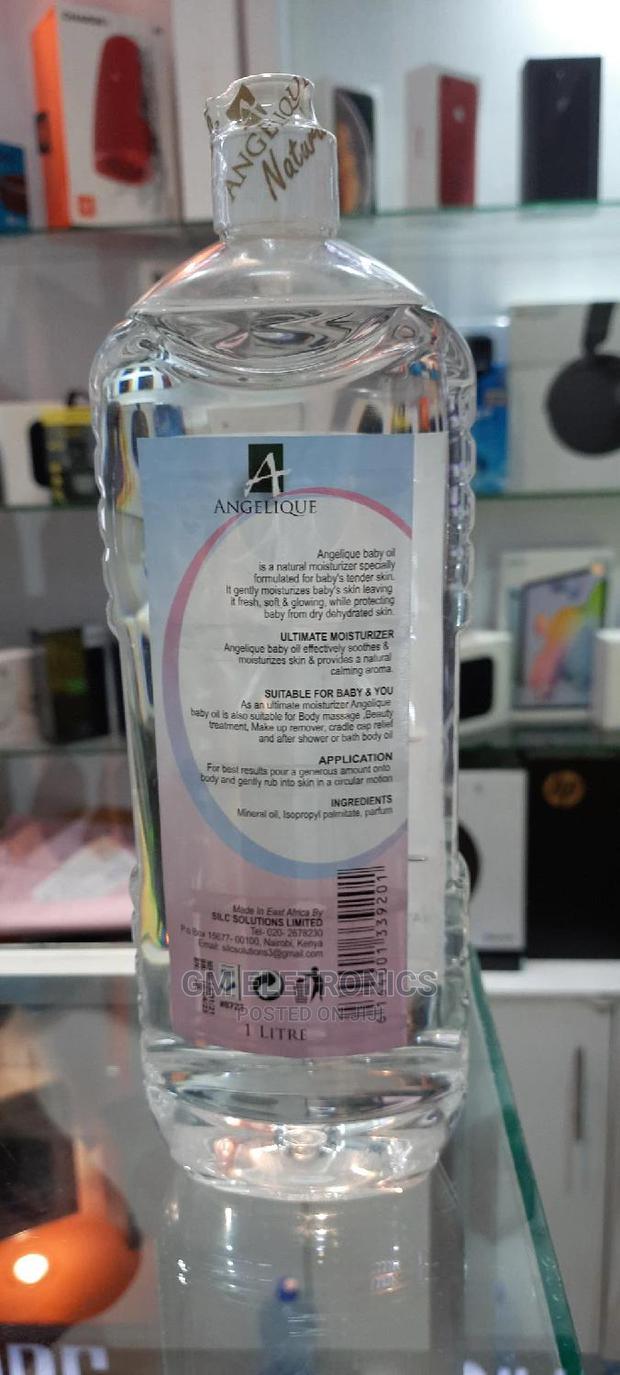 ANGELIQUE
Natural
A
ANGELIQUE
Angelique baby oil
is a natural moisturizer specially
formulated for baby's tender skin.
It gently moisturizes baby's skin leaving
it fresh, soft & glowing, while protecting
baby from dry dehydrated skin.
ULTIMATE MOISTURIZER
Angelique baby oil effectively soothes &
moisturizes skin & provides a natural
calming aroma.
SUITABLE FOR BABY & YOU
As an ultimate moisturizer Angelique
baby oil is also suitable for Body massage ,Beauty
treatment, Make up remover, cradle cap relief
and after shower or bath body oil
APPLICATION
For best results pour a generous amount onto
body and gently rub into skin in a circular motion
INGREDIENTS
Mineral oil, Isopropyl palmitate, parfum
Made In East Africa By
SILC SOLUTIONS LIMITED
Tel- 020- 2678230
P.o Box 15677- 00100, Nairobi, Kenya
Email: silcsolutions3@gmail.com
GM ELETRONICS
POSTED ON JIJI
1 LITRE
hp